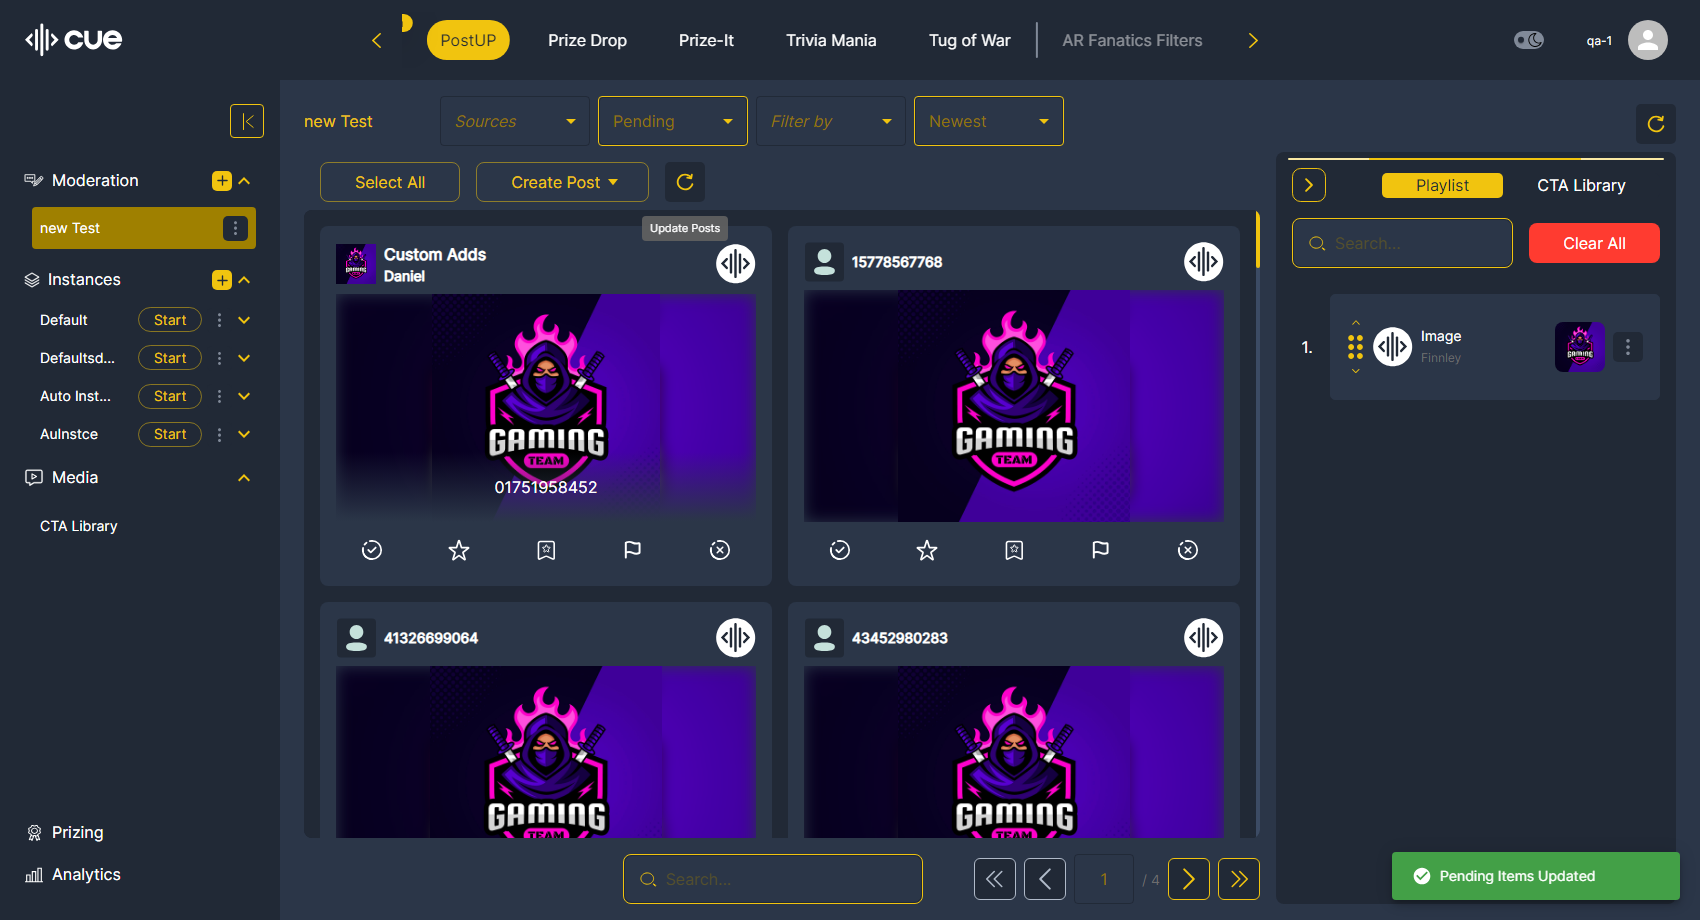 cue
PostUP
Prize Drop
Prize-It
Trivia Mania
Tug of War
AR Fanatics Filters
qa-1
new Test
Sources
Pending
Filter by
Newest
Moderation
new Test
Instances
Default
Start
Defaultsd...
Start
Auto Inst...
Start
AuInstce
Start
Media
CTA Library
Prizing
Analytics
Select All
Create Post
Update Posts
Custom Adds
Daniel
GAMING
TEAM
01751958452
15778567768
GAMING
TEAM
41326699064
GAMING
TEAM
43452980283
GAMING
TEAM
Search...
1
/ 4
Playlist
CTA Library
Search...
Clear All
1.
Image
Finnley
GAMING
Pending Items Updated